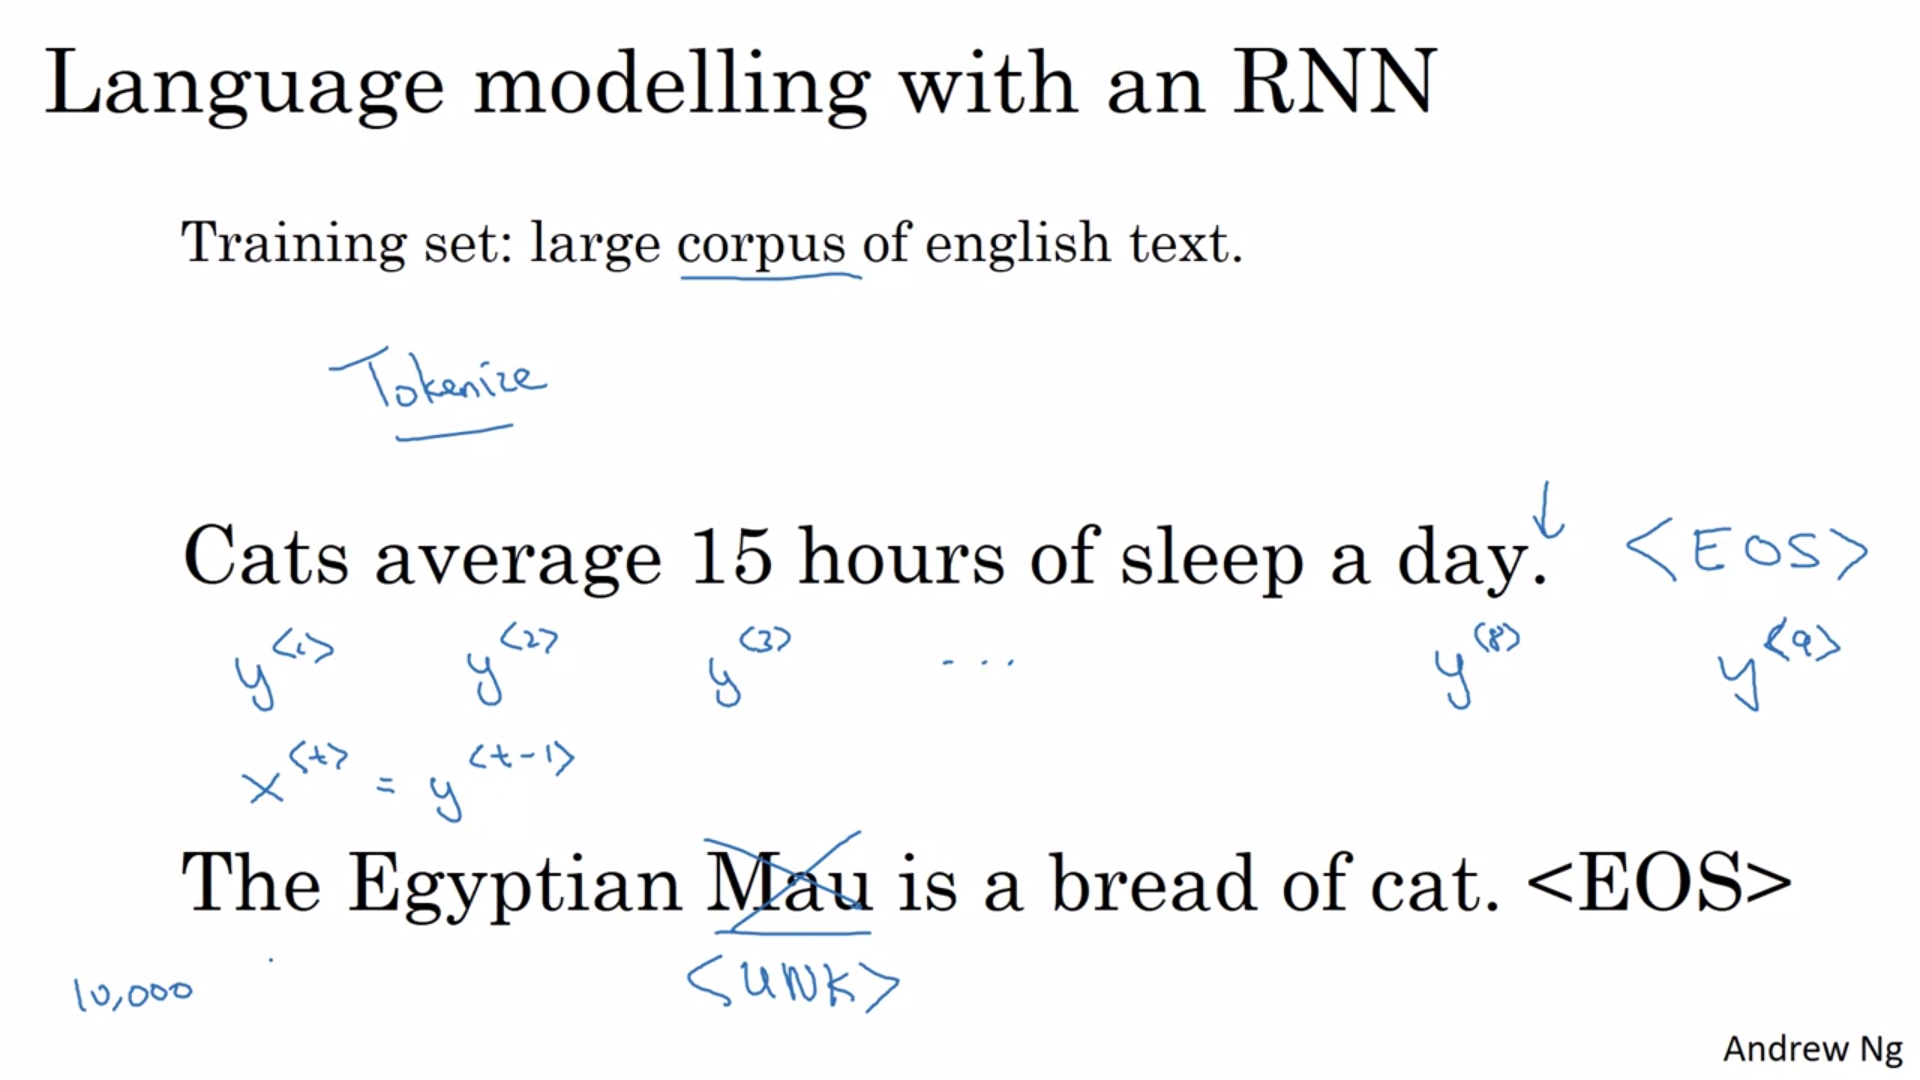 Language modelling with an RNN
Training set: large corpus of english text.
Tokenize
Cats average 15 hours of sleep a day. <EOS>
y<1> y<2> y<3> ... y<8> y<9>
x<t> = y<t-1>
The Egyptian Mau is a bread of cat. <EOS>
10,000 <UNK>
Andrew Ng